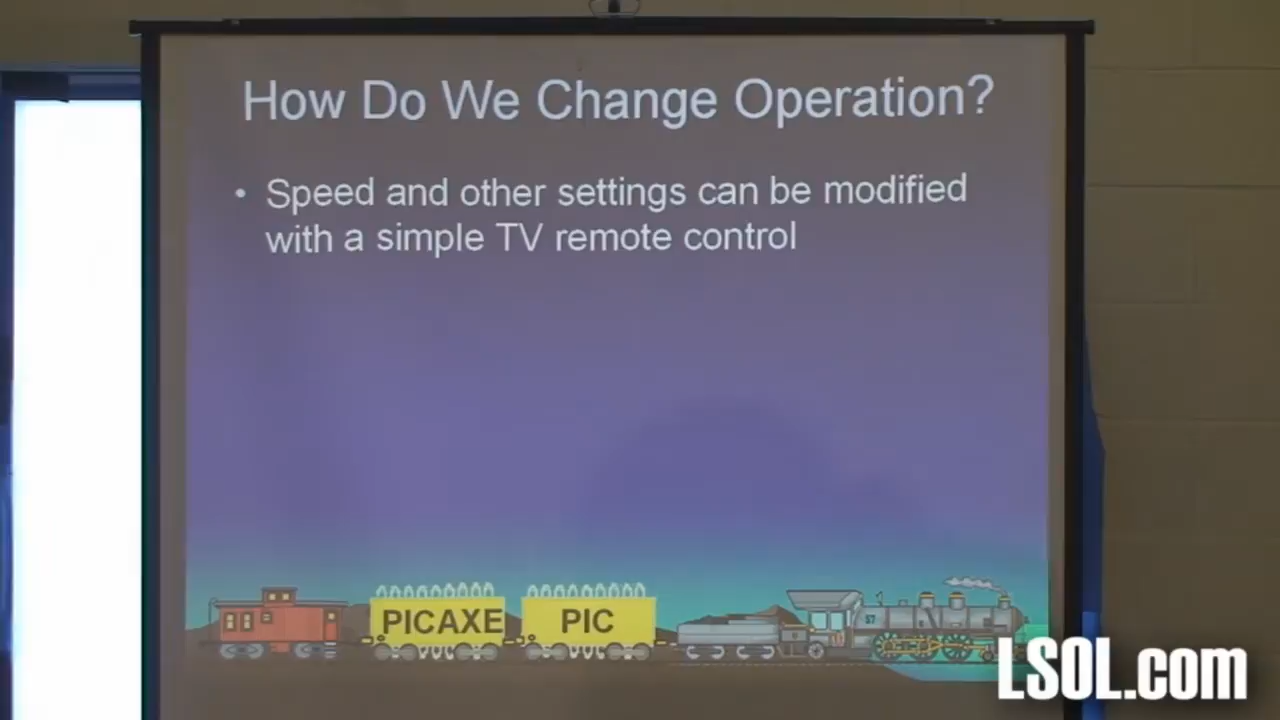 How Do We Change Operation?
• Speed and other settings can be modified
with a simple TV remote control
PICAXE
PIC
57
LSOL.com